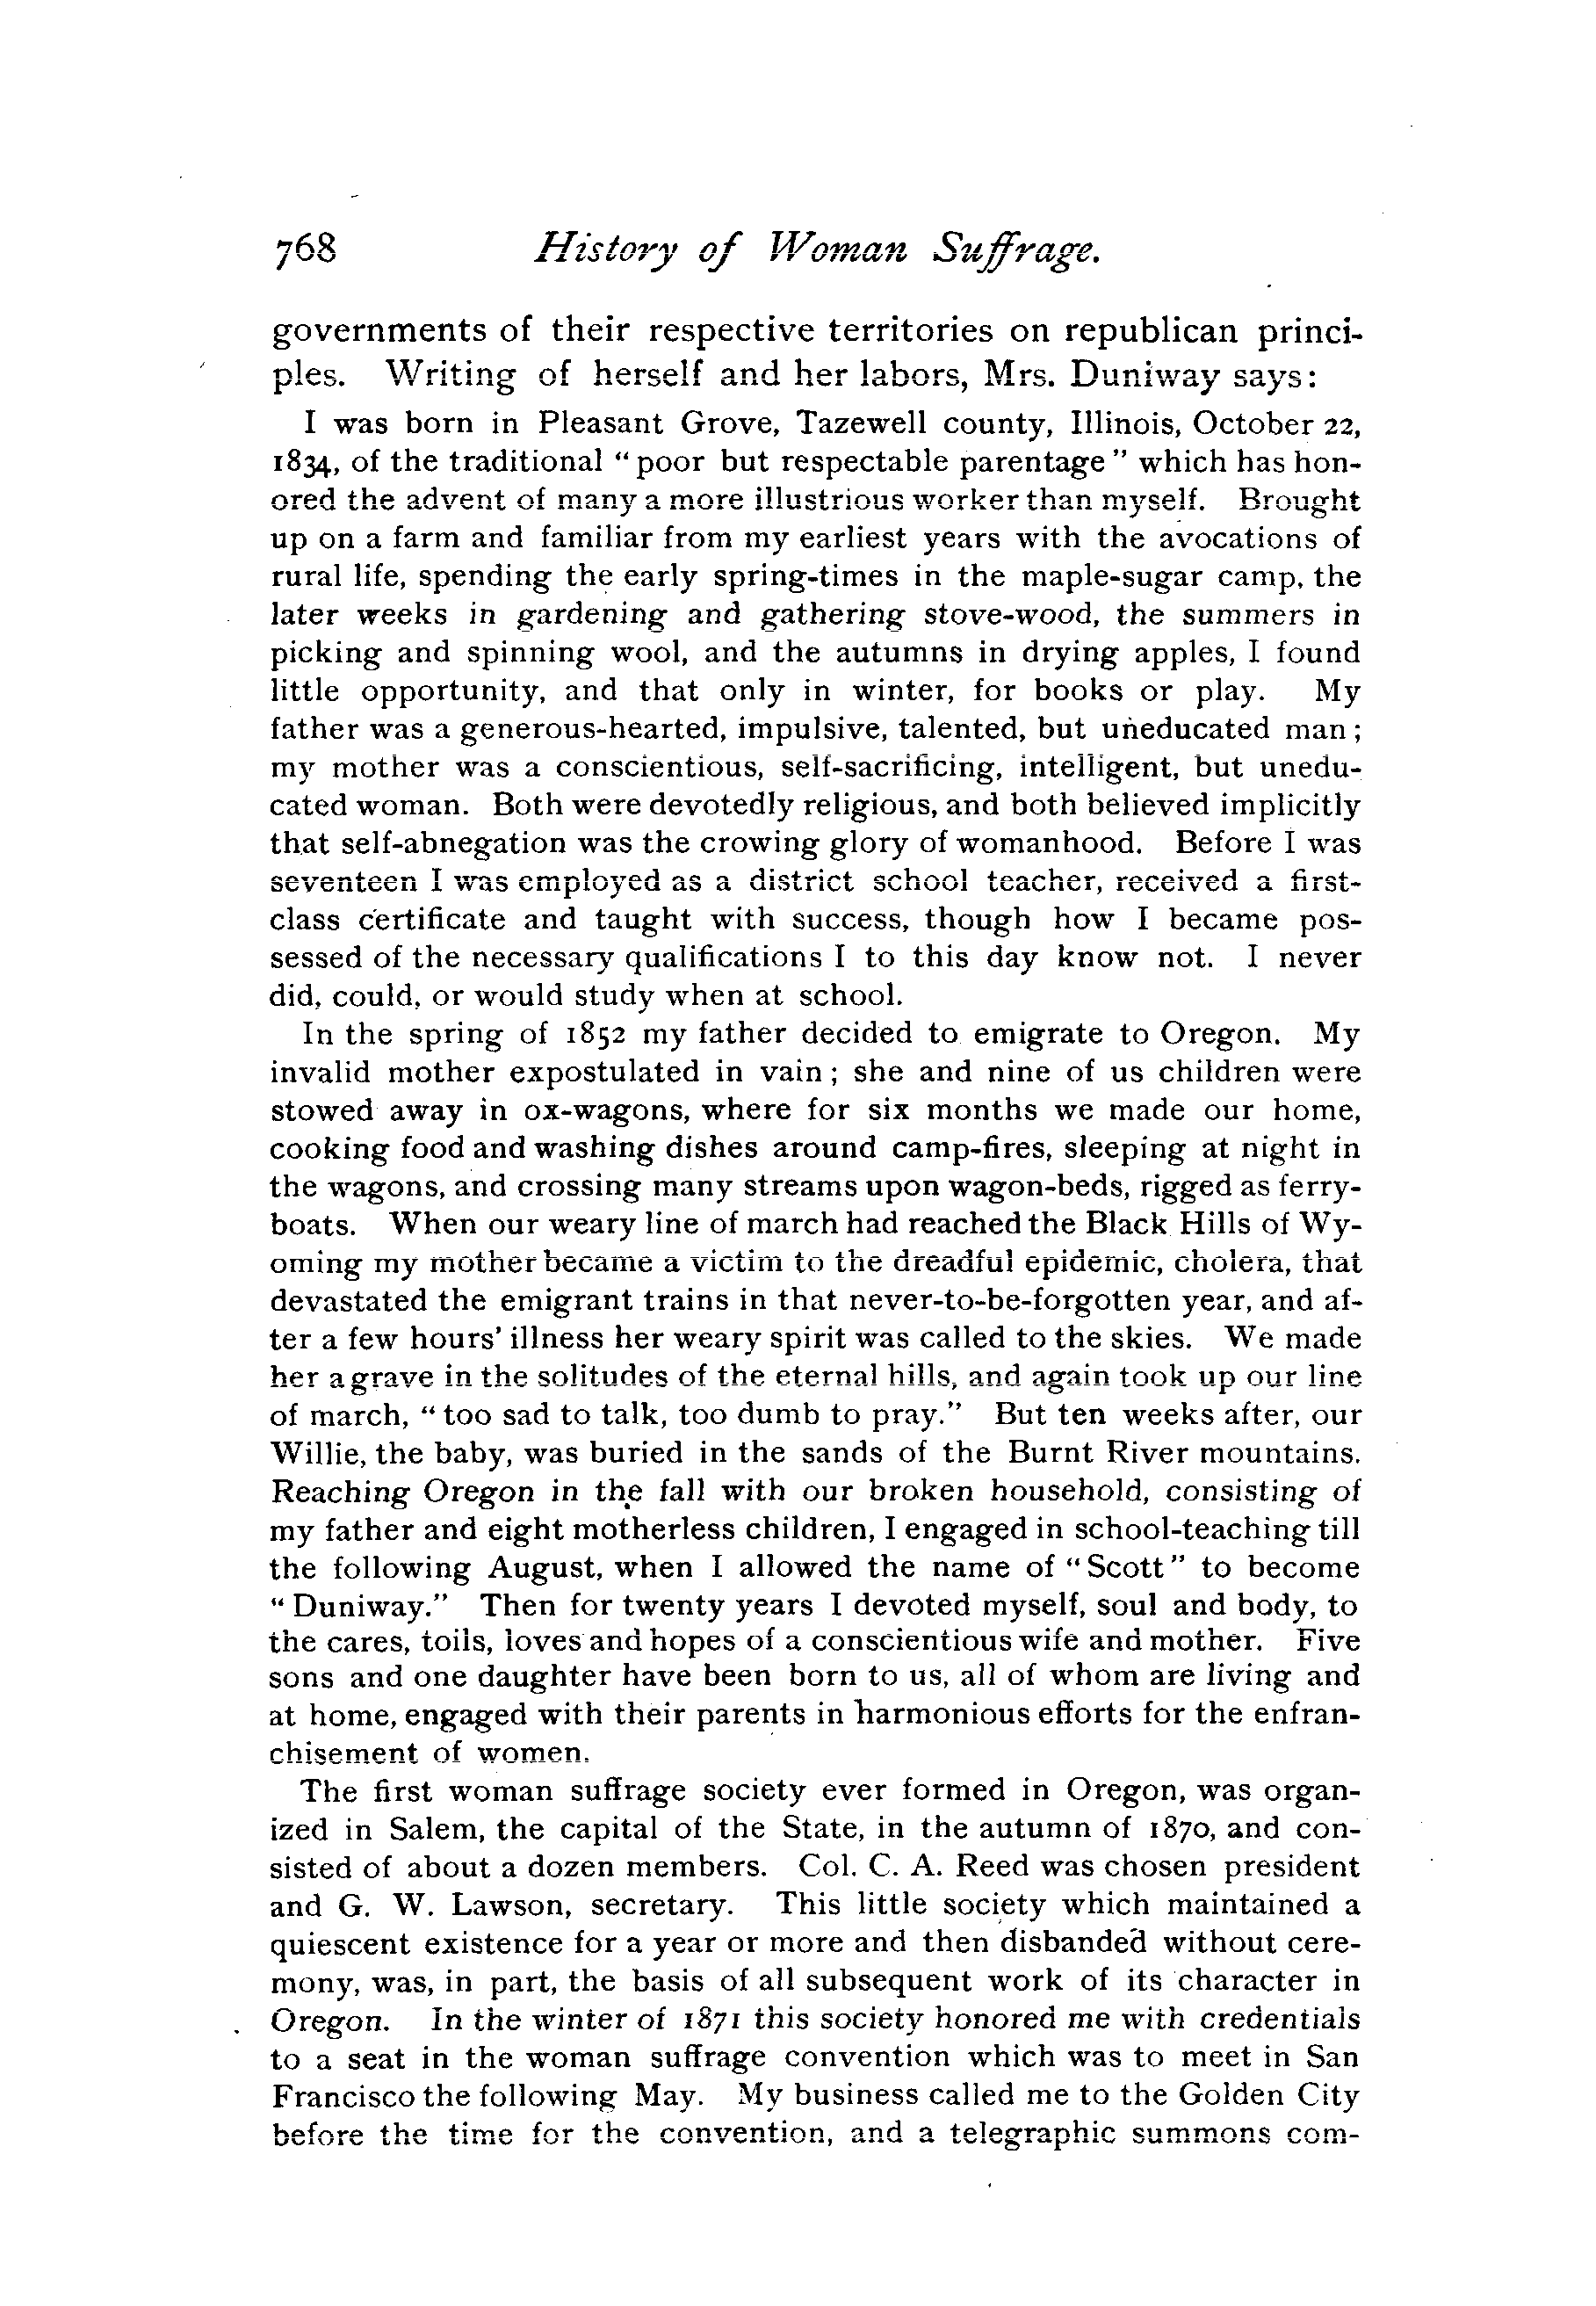 768 History of Woman Suffrage.
governments of their respective territories on republican princi-
ples. Writing of herself and her labors, Mrs. Duniway says:
I was born in Pleasant Grove, Tazewell county, Illinois, October 22,
1834, of the traditional “poor but respectable parentage” which has hon-
ored the advent of many a more illustrious worker than myself. Brought
up on a farm and familiar from my earliest years with the avocations of
rural life, spending the early spring-times in the maple-sugar camp, the
later weeks in gardening and gathering stove-wood, the summers in
picking and spinning wool, and the autumns in drying apples, I found
little opportunity, and that only in winter, for books or play. My
father was a generous-hearted, impulsive, talented, but uneducated man;
my mother was a conscientious, self-sacrificing, intelligent, but unedu-
cated woman. Both were devotedly religious, and both believed implicitly
that self-abnegation was the crowing glory of womanhood. Before I was
seventeen I was employed as a district school teacher, received a first-
class certificate and taught with success, though how I became pos-
sessed of the necessary qualifications I to this day know not. I never
did, could, or would study when at school.
In the spring of 1852 my father decided to emigrate to Oregon. My
invalid mother expostulated in vain; she and nine of us children were
stowed away in ox-wagons, where for six months we made our home,
cooking food and washing dishes around camp-fires, sleeping at night in
the wagons, and crossing many streams upon wagon-beds, rigged as ferry-
boats. When our weary line of march had reached the Black Hills of Wy-
oming my mother became a victim to the dreadful epidemic, cholera, that
devastated the emigrant trains in that never-to-be-forgotten year, and af-
ter a few hours’ illness her weary spirit was called to the skies. We made
her a grave in the solitudes of the eternal hills, and again took up our line
of march, “too sad to talk, too dumb to pray.” But ten weeks after, our
Willie, the baby, was buried in the sands of the Burnt River mountains.
Reaching Oregon in the fall with our broken household, consisting of
my father and eight motherless children, I engaged in school-teaching till
the following August, when I allowed the name of “Scott” to become
“Duniway.” Then for twenty years I devoted myself, soul and body, to
the cares, toils, loves and hopes of a conscientious wife and mother. Five
sons and one daughter have been born to us, all of whom are living and
at home, engaged with their parents in harmonious efforts for the enfran-
chisement of women.
The first woman suffrage society ever formed in Oregon, was organ-
ized in Salem, the capital of the State, in the autumn of 1870, and con-
sisted of about a dozen members. Col. C. A. Reed was chosen president
and G. W. Lawson, secretary. This little society which maintained a
quiescent existence for a year or more and then disbanded without cere-
mony, was, in part, the basis of all subsequent work of its character in
Oregon. In the winter of 1871 this society honored me with credentials
to a seat in the woman suffrage convention which was to meet in San
Francisco the following May. My business called me to the Golden City
before the time for the convention, and a telegraphic summons com-